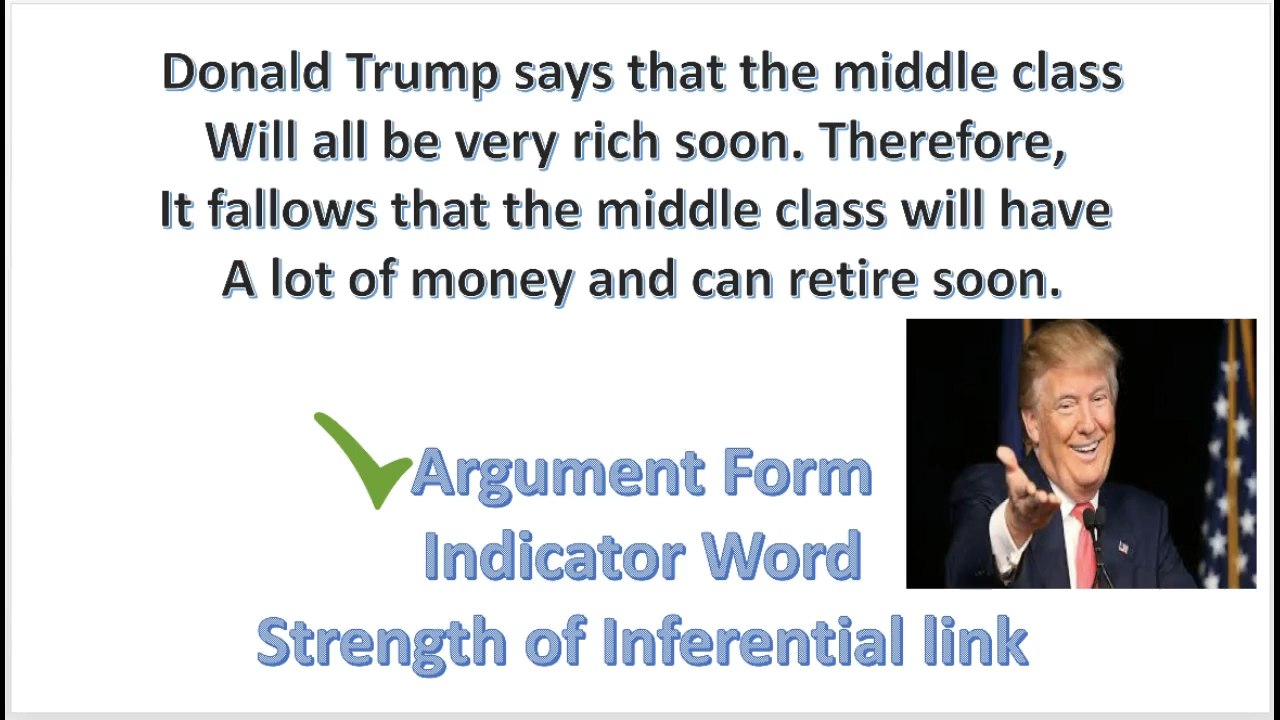 Donald Trump says that the middle class
Will all be very rich soon. Therefore,
It fallows that the middle class will have
A lot of money and can retire soon.
Argument Form
Indicator Word
Strength of Inferential link